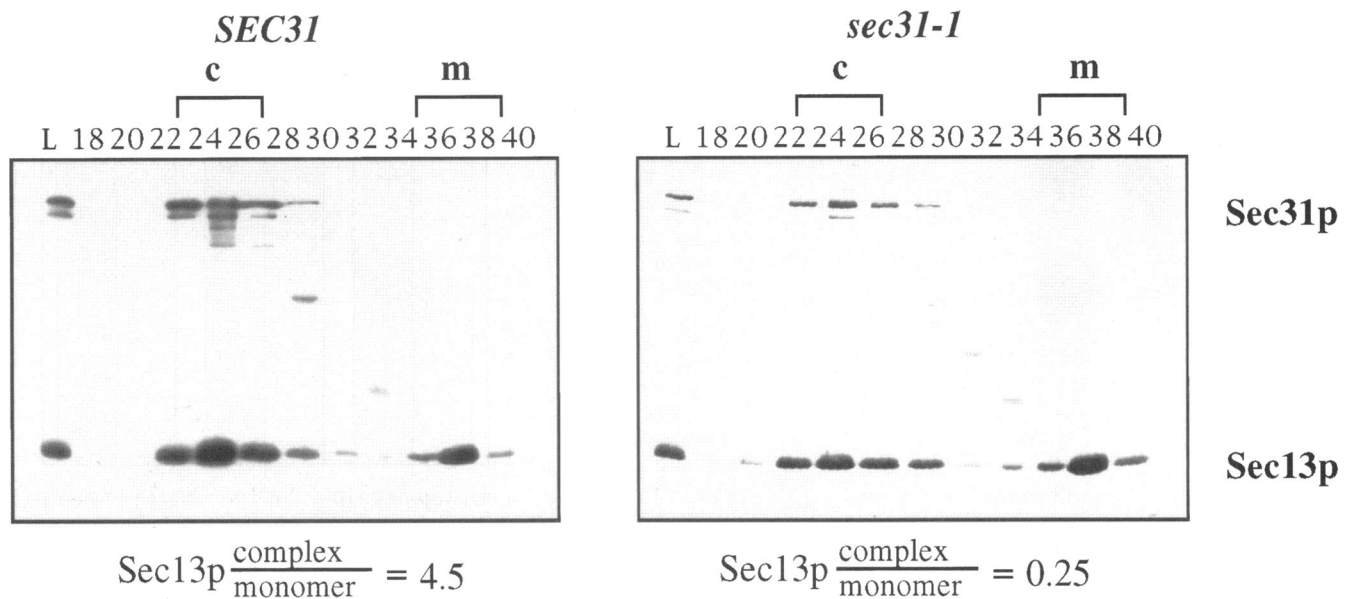 SEC31
c m
L 18 20 22 24 26 28 30 32 34 36 38 40
sec31-1
c m
L 18 20 22 24 26 28 30 32 34 36 38 40
Sec31p
Sec13p
Sec13p complex/monomer = 4.5
Sec13p complex/monomer = 0.25